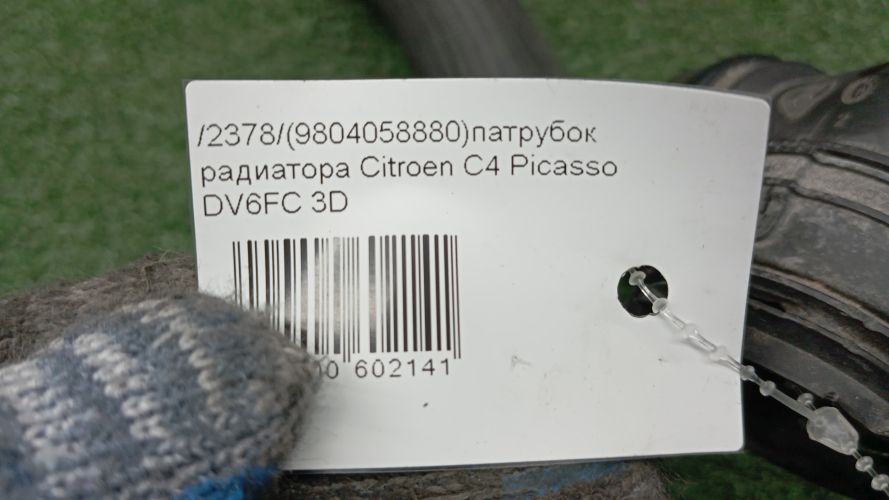 /2378/(9804058880)патрубок
радиатора Citroen C4 Picasso
DV6FC 3D
602141